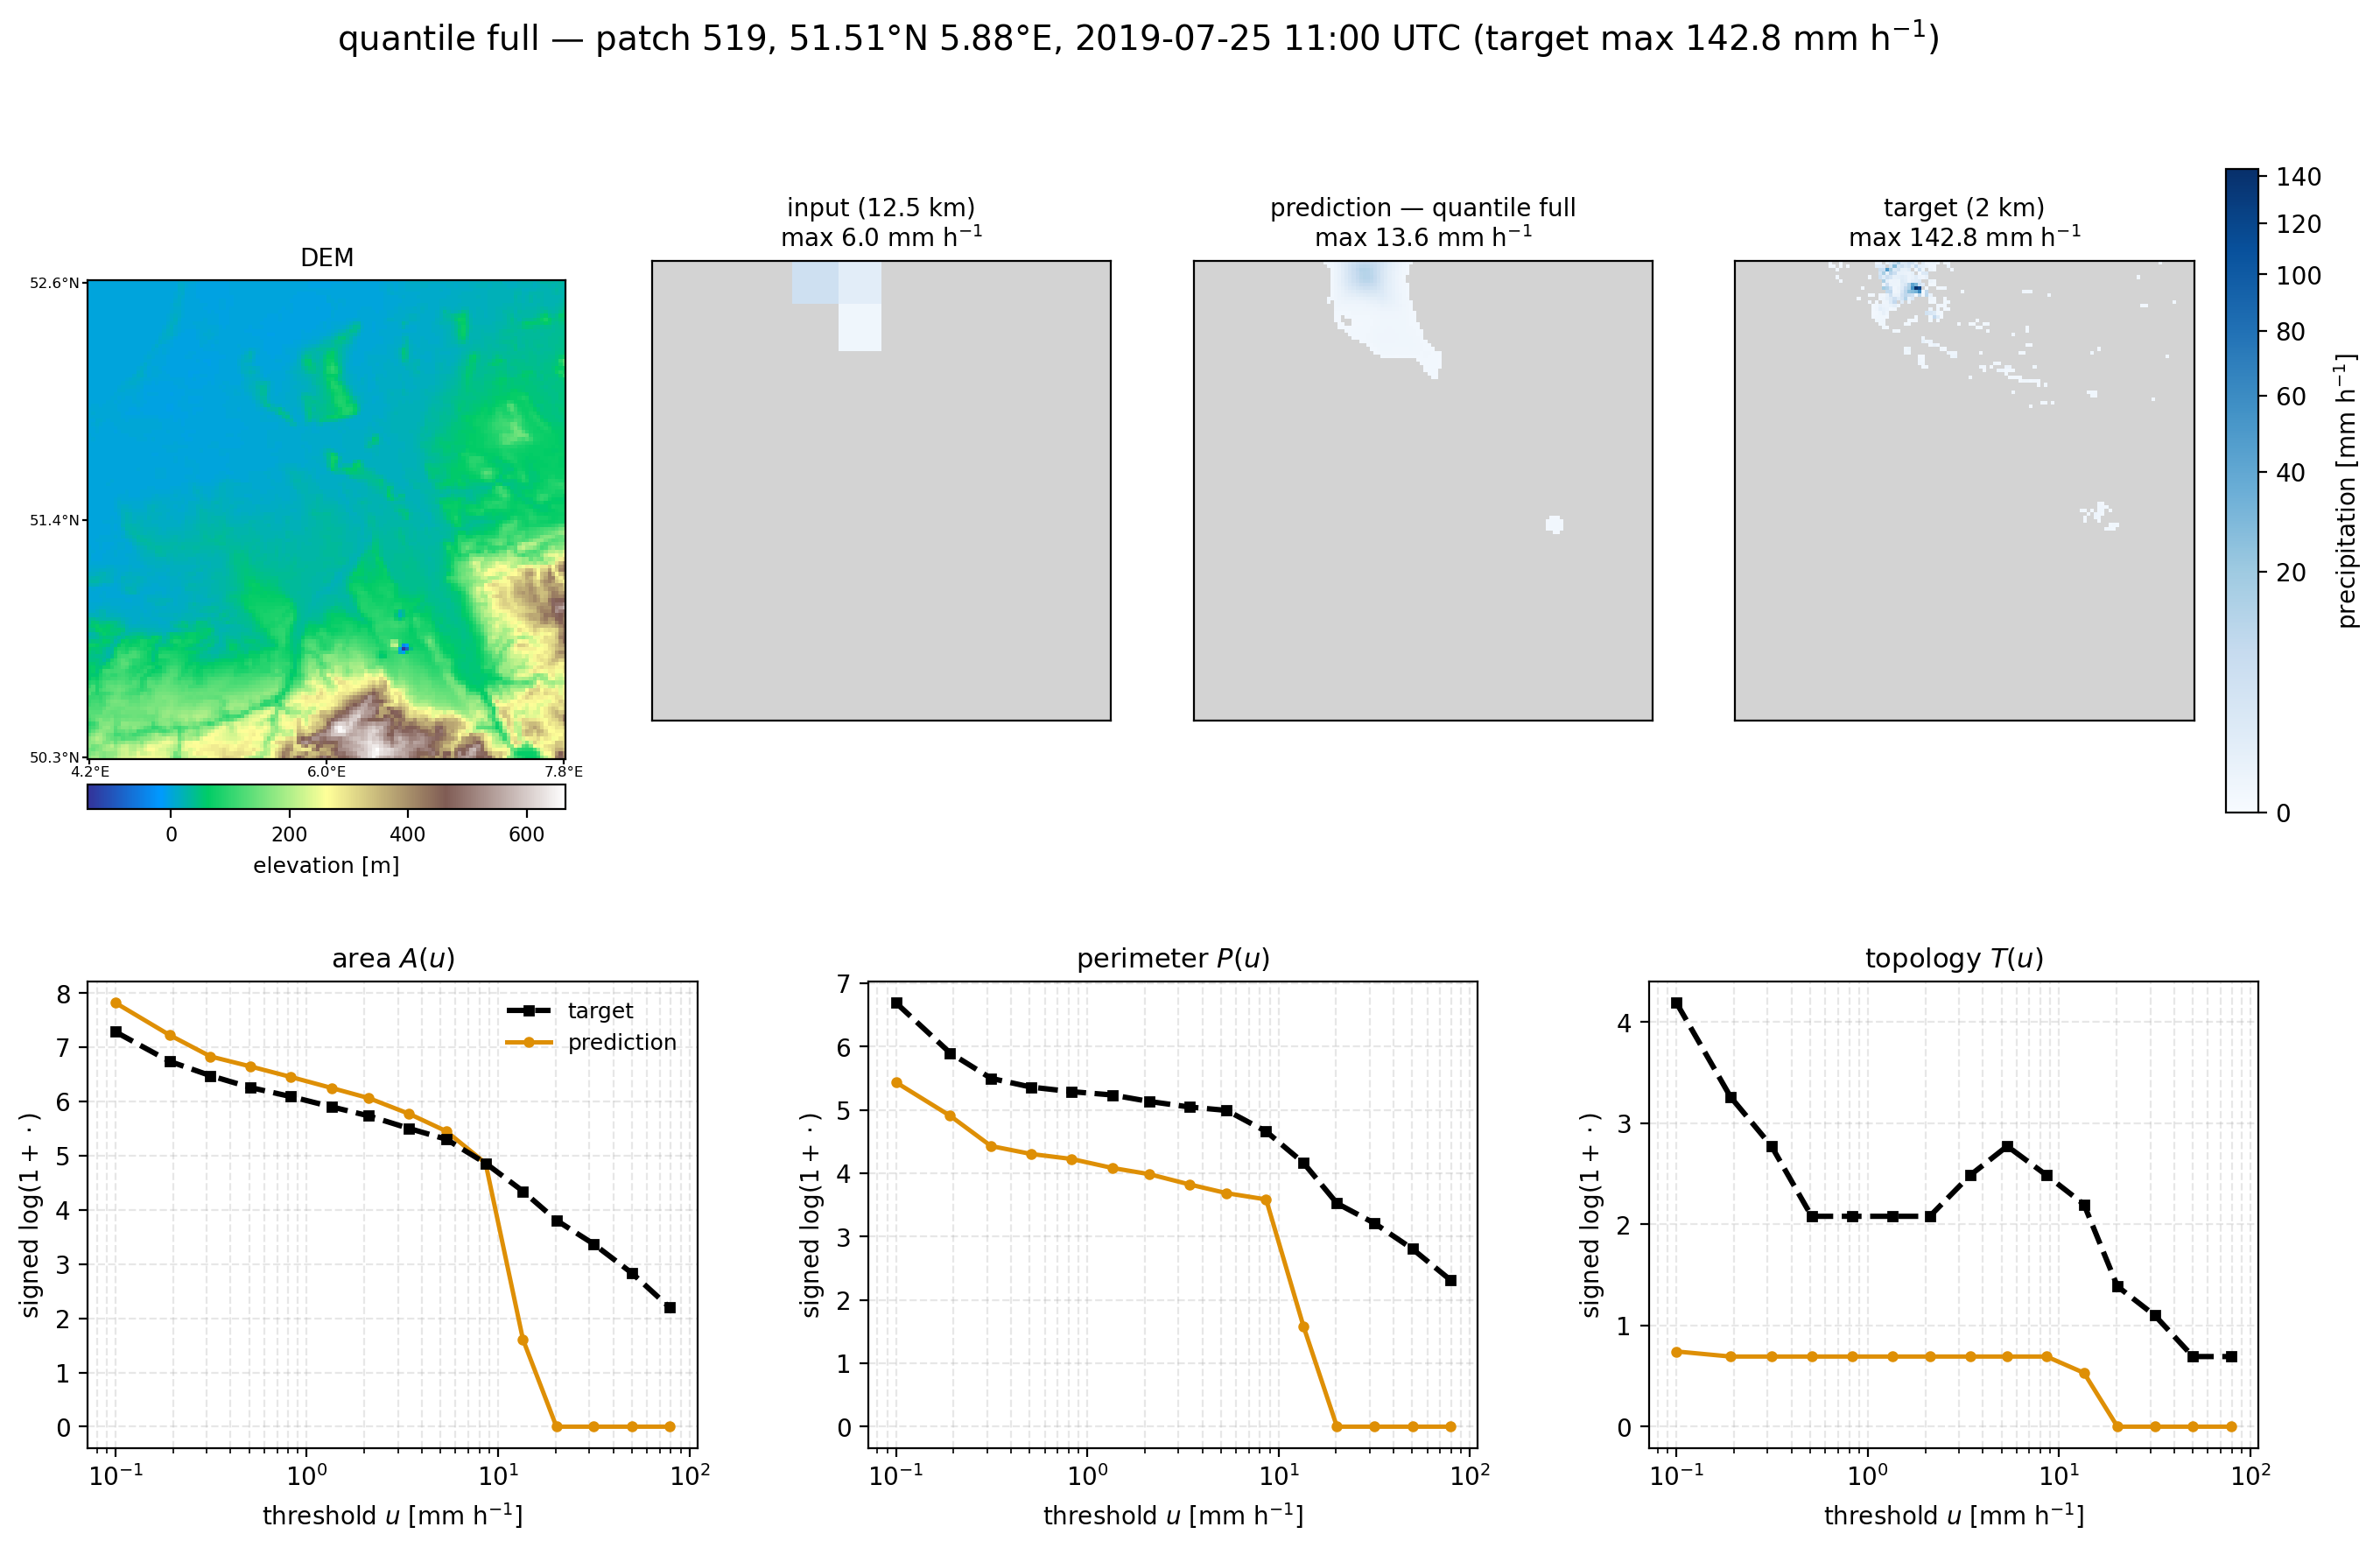 quantile full — patch 519, 51.51°N 5.88°E, 2019-07-25 11:00 UTC (target max 142.8 mm h⁻¹)
DEM
52.6°N
51.4°N
50.3°N
4.2°E 6.0°E 7.8°E
0 200 400 600
elevation [m]
input (12.5 km)
max 6.0 mm h⁻¹
prediction — quantile full
max 13.6 mm h⁻¹
target (2 km)
max 142.8 mm h⁻¹
140
120
100
80
60
40
20
0
precipitation [mm h⁻¹]
area A(u)
target
prediction
8
7
6
5
4
3
2
1
0
signed log(1 + ·)
10⁻¹ 10⁰ 10¹ 10²
threshold u [mm h⁻¹]
perimeter P(u)
7
6
5
4
3
2
1
0
signed log(1 + ·)
10⁻¹ 10⁰ 10¹ 10²
threshold u [mm h⁻¹]
topology T(u)
4
3
2
1
0
signed log(1 + ·)
10⁻¹ 10⁰ 10¹ 10²
threshold u [mm h⁻¹]